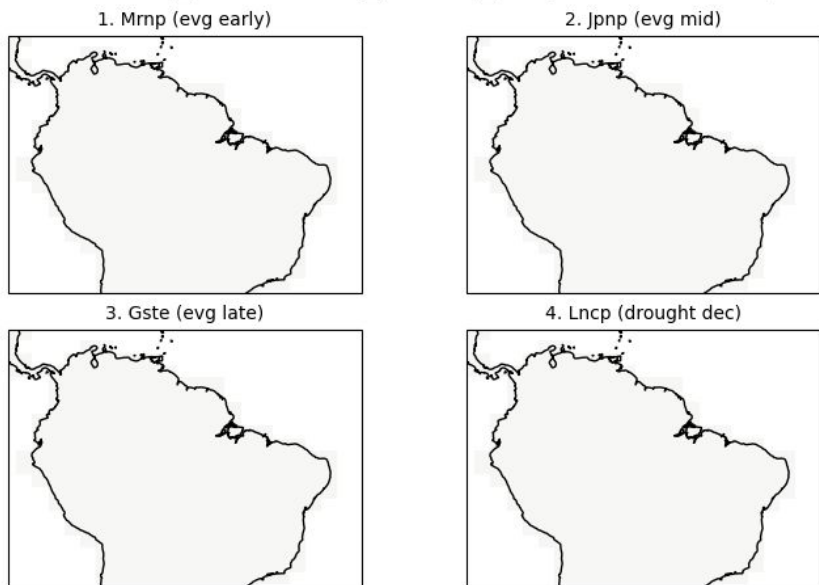 1. Mrnp (evg early)
2. Jpnp (evg mid)
3. Gste (evg late)
4. Lncp (drought dec)